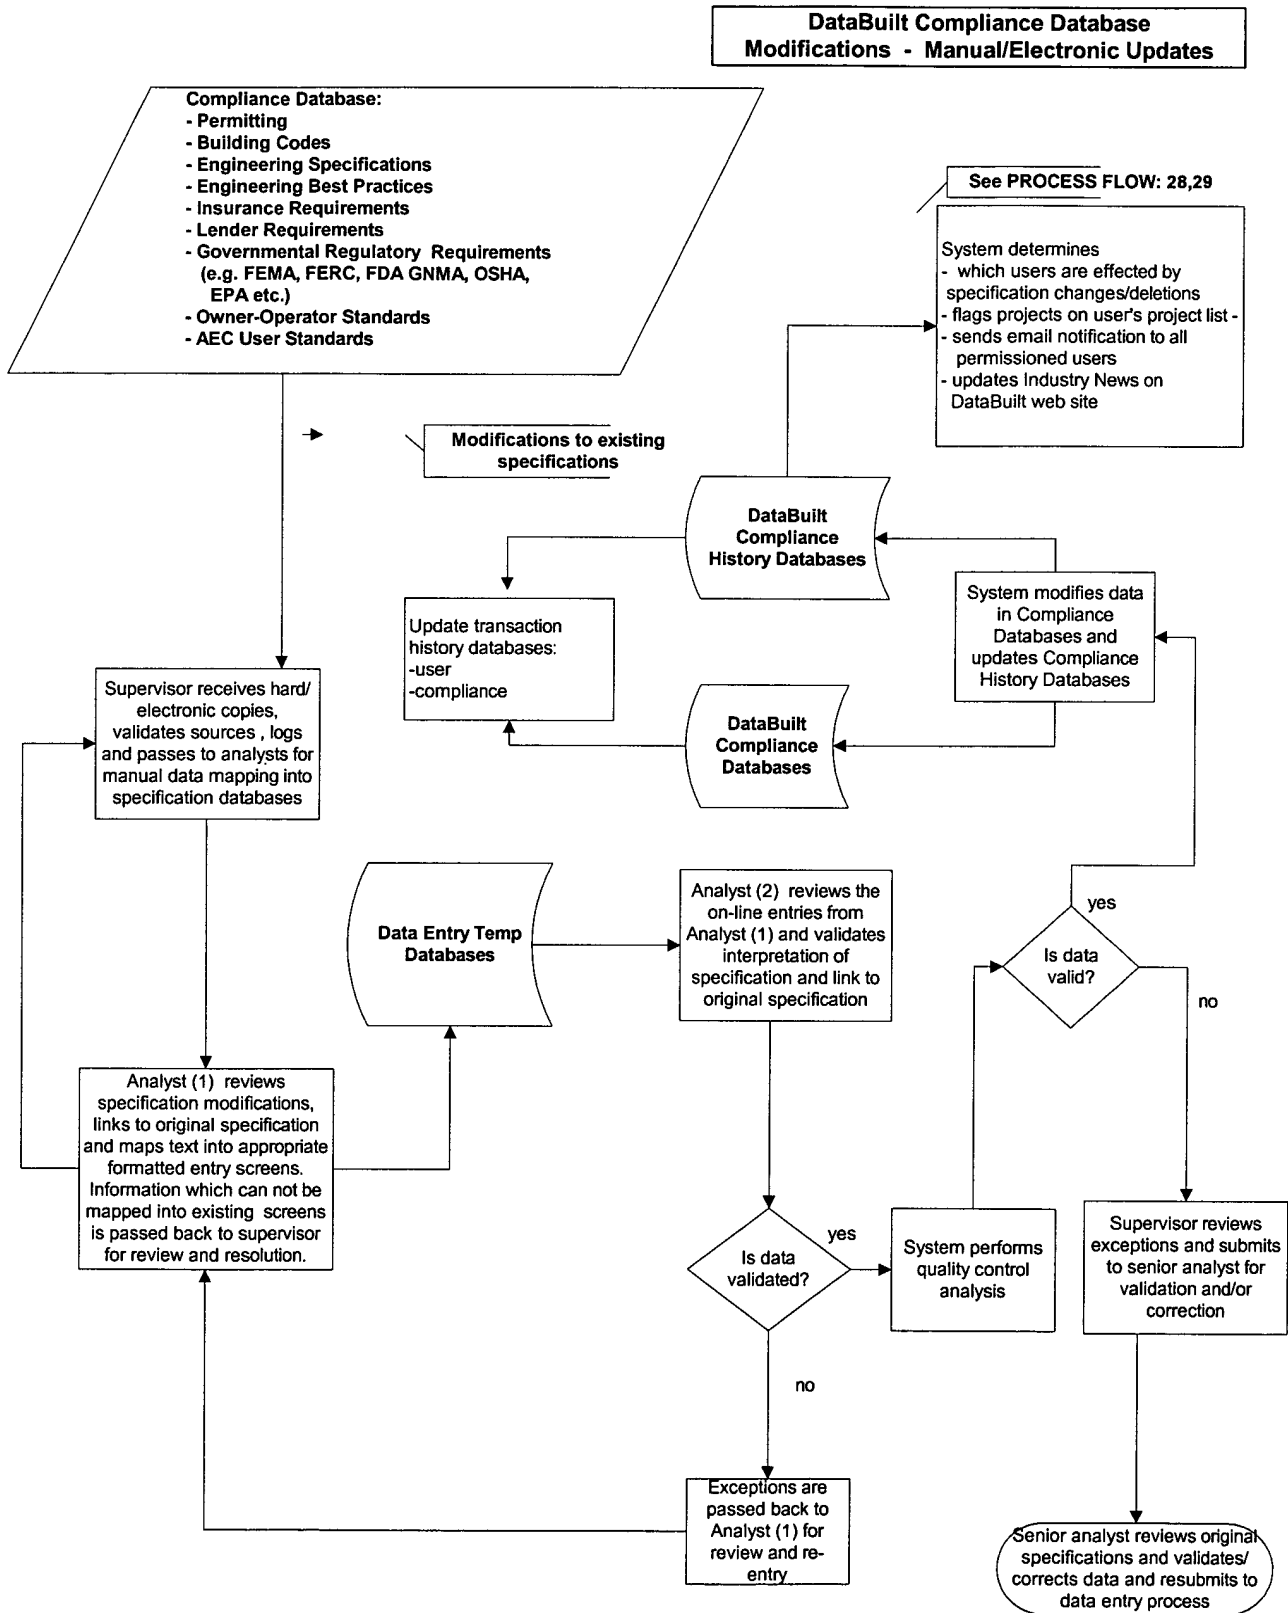 DataBuilt Compliance Database
Modifications - Manual/Electronic Updates
Compliance Database:
- Permitting
- Building Codes
- Engineering Specifications
- Engineering Best Practices
- Insurance Requirements
- Lender Requirements
- Governmental Regulatory Requirements
(e.g. FEMA, FERC, FDA GNMA, OSHA,
EPA etc.)
- Owner-Operator Standards
- AEC User Standards
See PROCESS FLOW: 28,29
System determines
- which users are effected by
specification changes/deletions
- flags projects on user's project list -
- sends email notification to all
permissioned users
- updates Industry News on
DataBuilt web site
Modifications to existing
specifications
DataBuilt
Compliance
History Databases
System modifies data
in Compliance
Databases and
updates Compliance
History Databases
Update transaction
history databases:
-user
-compliance
DataBuilt
Compliance
Databases
Supervisor receives hard/
electronic copies,
validates sources , logs
and passes to analysts for
manual data mapping into
specification databases
Data Entry Temp
Databases
Analyst (2) reviews the
on-line entries from
Analyst (1) and validates
interpretation of
specification and link to
original specification
yes
Is data
valid?
no
Analyst (1) reviews
specification modifications,
links to original specification
and maps text into appropriate
formatted entry screens.
Information which can not be
mapped into existing screens
is passed back to supervisor
for review and resolution.
Is data
validated?
yes
System performs
quality control
analysis
Supervisor reviews
exceptions and submits
to senior analyst for
validation and/or
correction
no
Exceptions are
passed back to
Analyst (1) for
review and re-
entry
Senior analyst reviews original
specifications and validates/
corrects data and resubmits to
data entry process